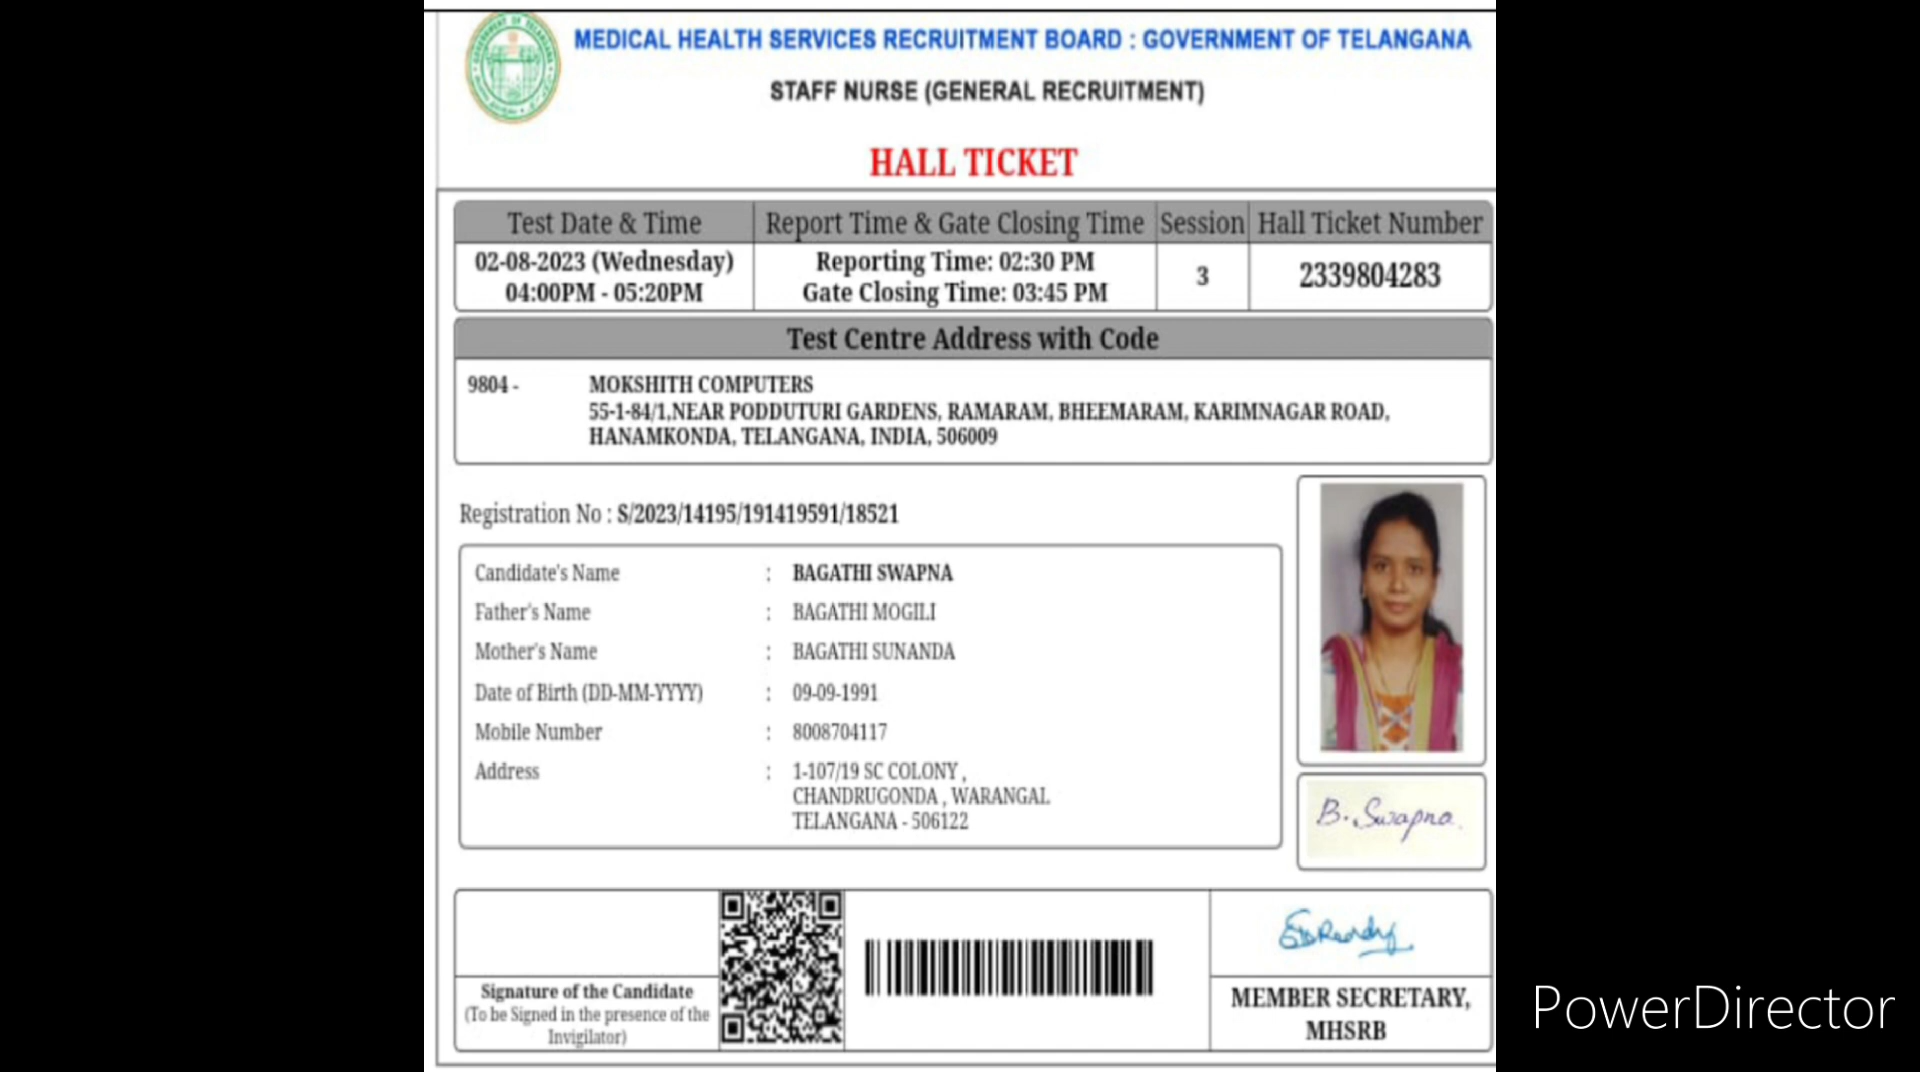 MEDICAL HEALTH SERVICES RECRUITMENT BOARD : GOVERNMENT OF TELANGANA
STAFF NURSE (GENERAL RECRUITMENT)
HALL TICKET
Test Date & Time Report Time & Gate Closing Time Session Hall Ticket Number
02-08-2023 (Wednesday) Reporting Time: 02:30 PM
3 2339804283
04:00PM - 05:20PM Gate Closing Time: 03:45 PM
Test Centre Address with Code
9804 - MOKSHITH COMPUTERS
55-1-84/1,NEAR PODDUTURI GARDENS, RAMARAM, BHEEMARAM, KARIMNAGAR ROAD,
HANAMKONDA, TELANGANA, INDIA, 506009
Registration No : S/2023/14195/191419591/18521
Candidate's Name : BAGATHI SWAPNA
Father's Name : BAGATHI MOGILI
Mother's Name : BAGATHI SUNANDA
Date of Birth (DD-MM-YYYY) : 09-09-1991
Mobile Number : 8008704117
Address : 1-107/19 SC COLONY ,
CHANDRUGONDA , WARANGAL
TELANGANA - 506122
B. Swapna
Signature of the Candidate
(To be Signed in the presence of the
Invigilator)
MEMBER SECRETARY,
MHSRB
PowerDirector